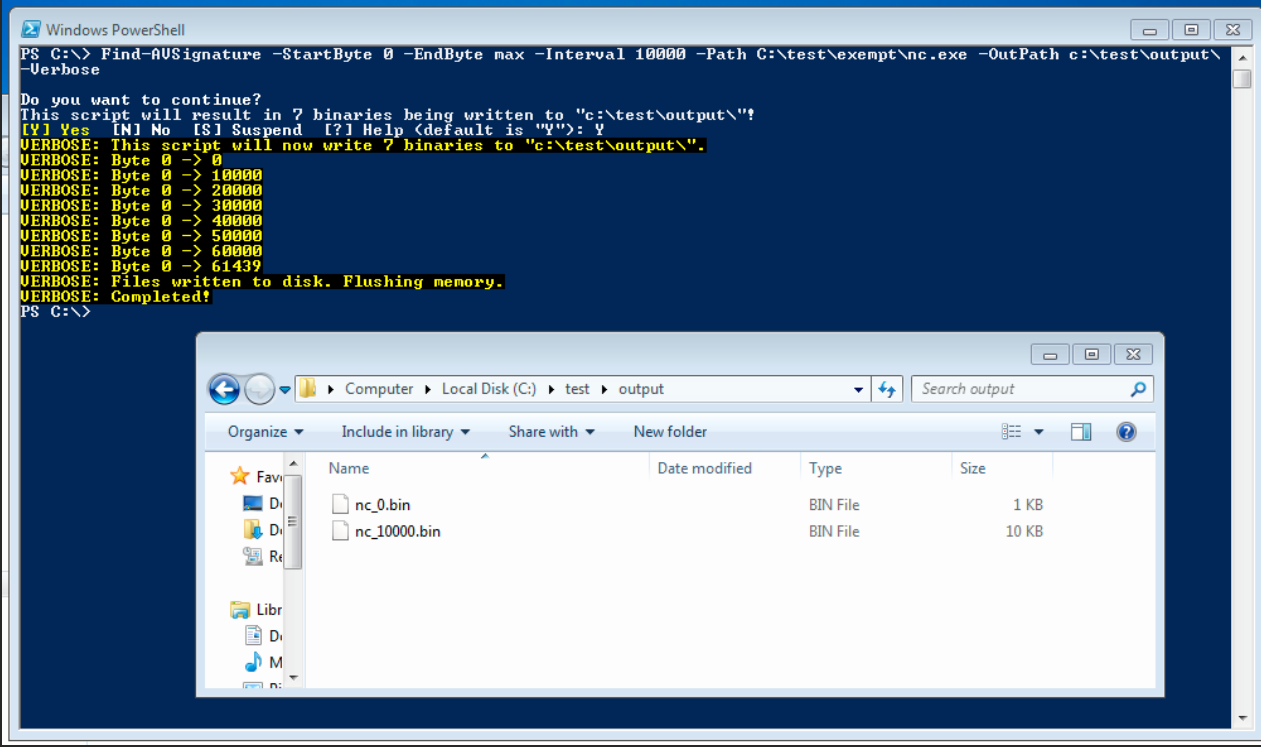 Windows PowerShell
PS C:\> Find-AVSignature -StartByte 0 -EndByte max -Interval 10000 -Path C:\test\exempt\nc.exe -OutPath c:\test\output\
-Verbose
Do you want to continue?
This script will result in 7 binaries being written to "c:\test\output\"!
[Y] Yes  [N] No  [S] Suspend  [?] Help (default is "Y"): Y
VERBOSE: This script will now write 7 binaries to "c:\test\output\".
VERBOSE: Byte 0 -> 0
VERBOSE: Byte 0 -> 10000
VERBOSE: Byte 0 -> 20000
VERBOSE: Byte 0 -> 30000
VERBOSE: Byte 0 -> 40000
VERBOSE: Byte 0 -> 50000
VERBOSE: Byte 0 -> 60000
VERBOSE: Byte 0 -> 61439
VERBOSE: Files written to disk. Flushing memory.
VERBOSE: Completed!
PS C:\>
Computer Local Disk (C:) test output Search output
Organize Include in library Share with New folder
Name Date modified Type Size
Fav
nc_0.bin BIN File 1 KB
nc_10000.bin BIN File 10 KB
Re
Libr
D
M